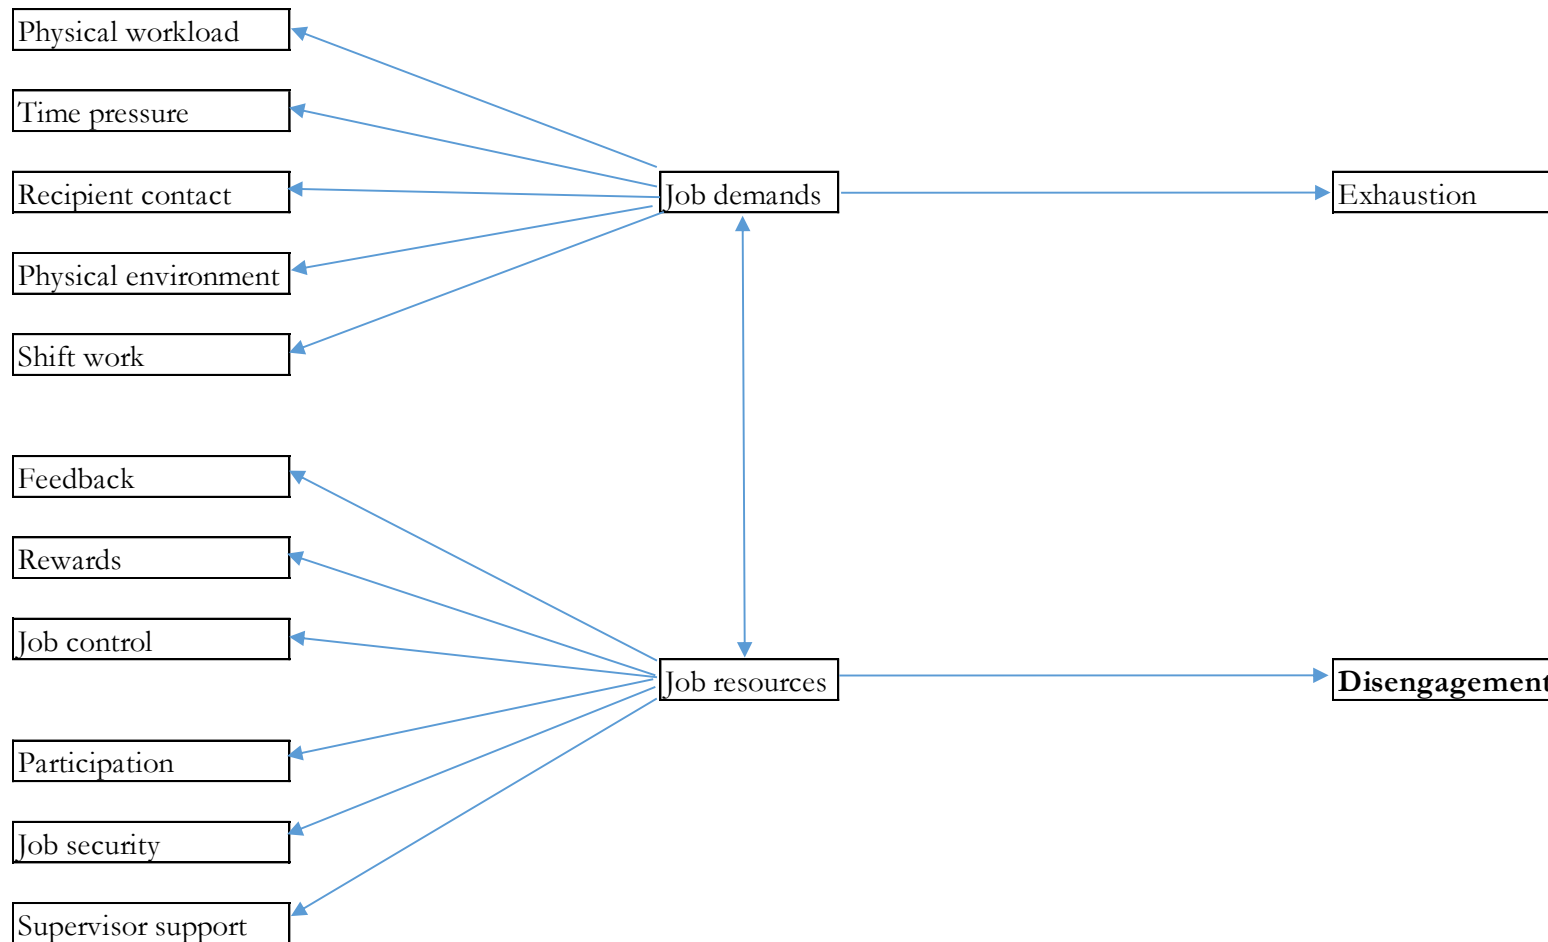 Physical workload
Time pressure
Recipient contact
Job demands
Exhaustion
Physical environment
Shift work
Feedback
Rewards
Job control
Job resources
Disengagement
Participation
Job security
Supervisor support